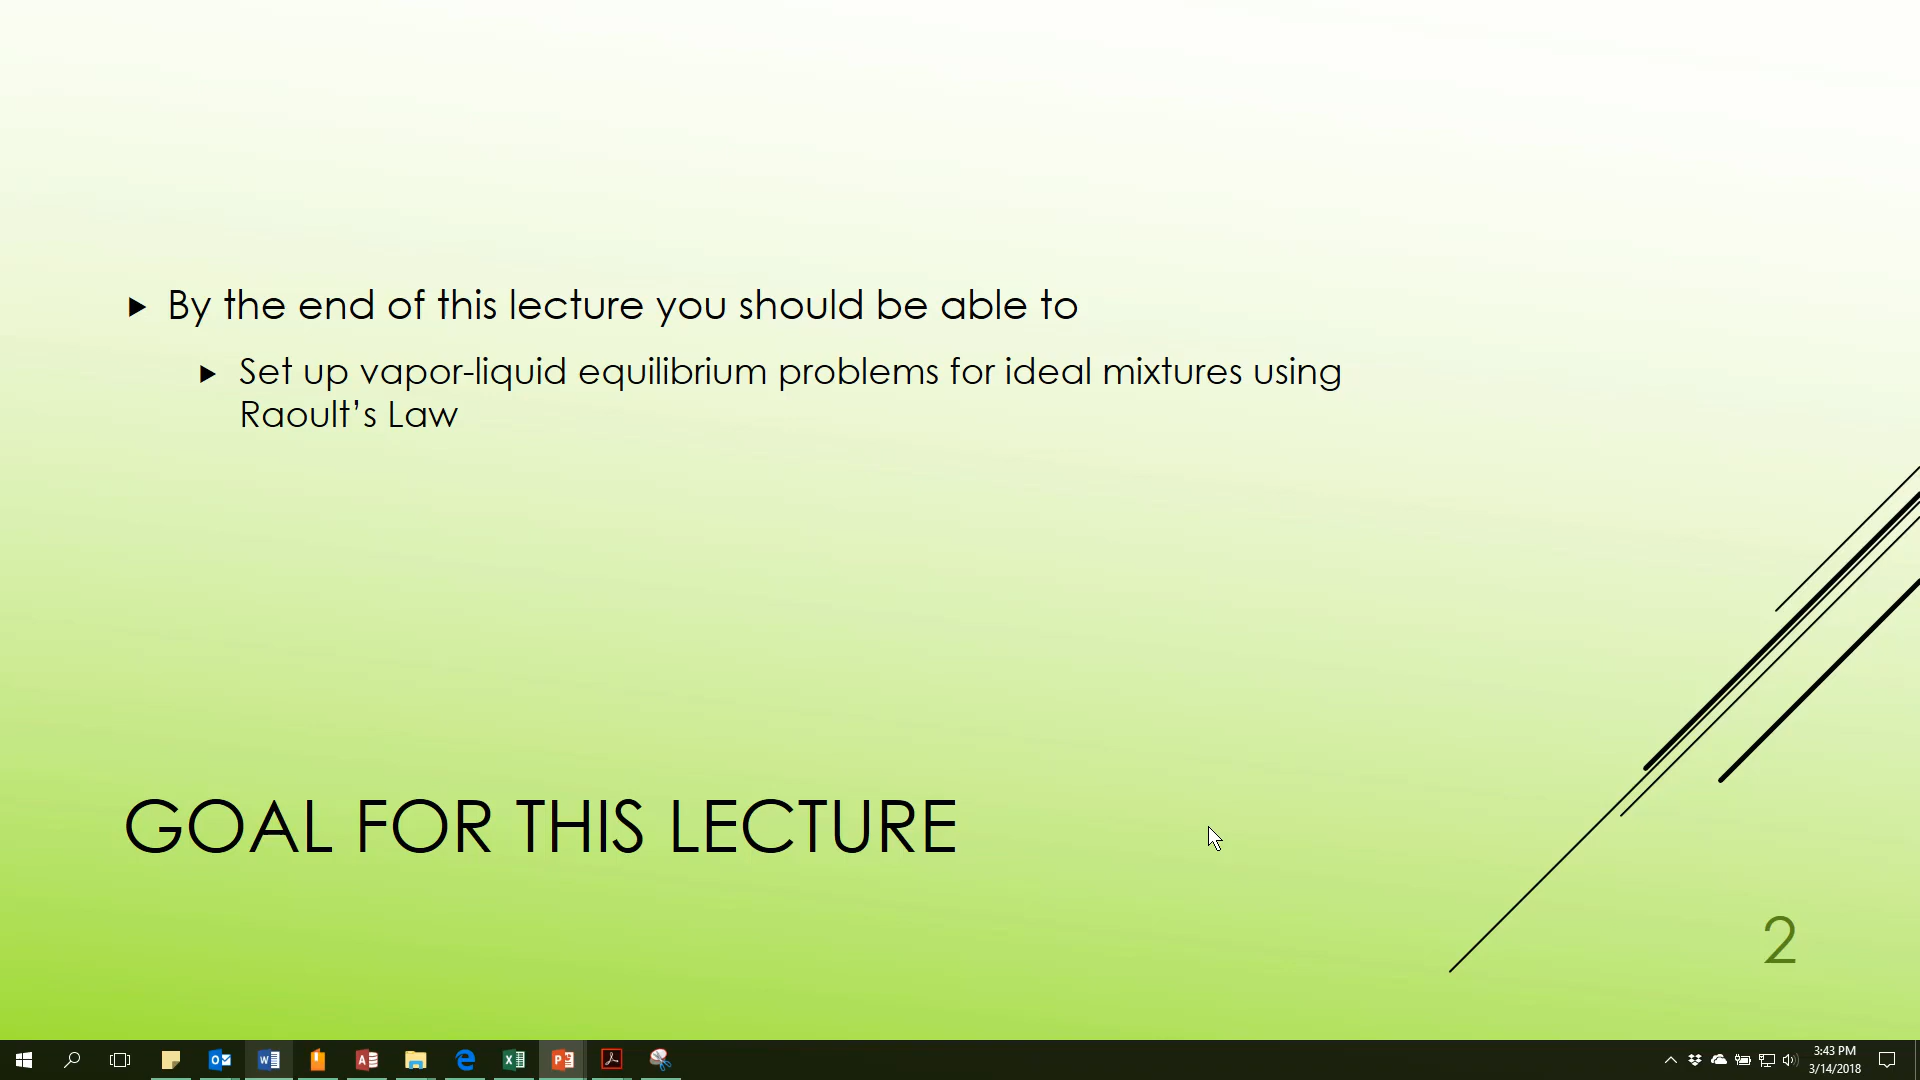 By the end of this lecture you should be able to
Set up vapor-liquid equilibrium problems for ideal mixtures using
Raoult’s Law
GOAL FOR THIS LECTURE
2
3:43 PM
3/14/2018